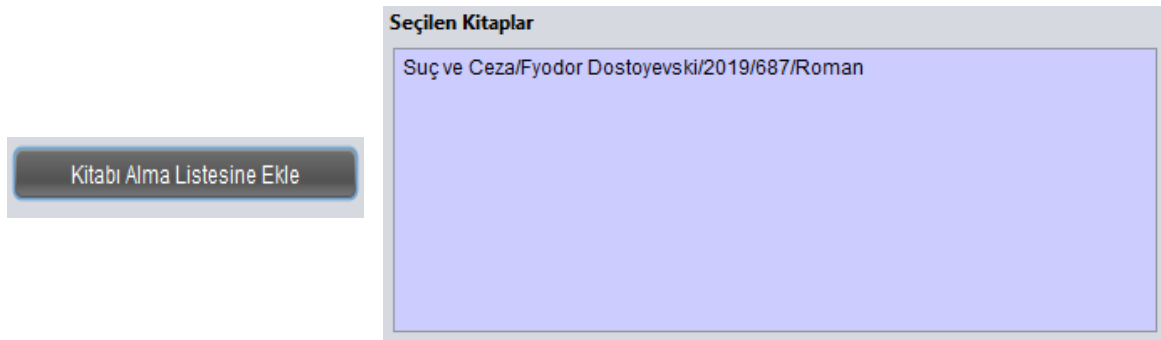 Seçilen Kitaplar
Suç ve Ceza/Fyodor Dostoyevski/2019/687/Roman
Kitabı Alma Listesine Ekle